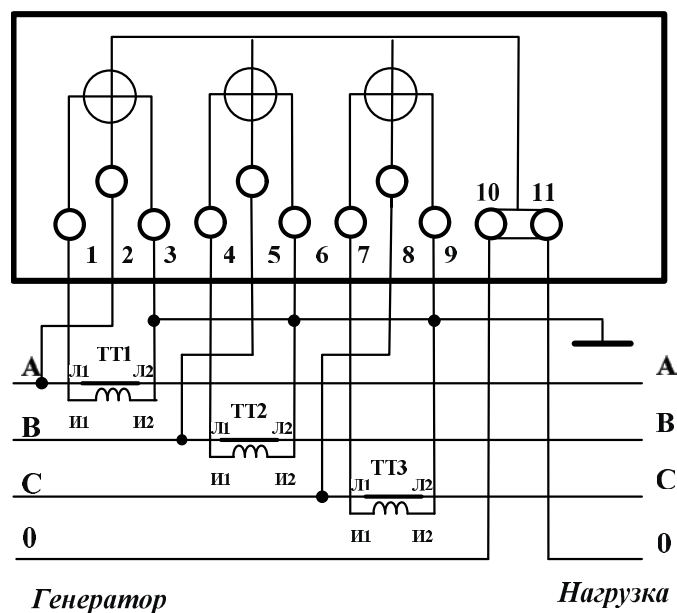 10 11
1 2 3 4 5 6 7 8 9
A ТТ1 A
Л1 Л2
И1 И2
B ТТ2 B
Л1 Л2
И1 И2
C ТТ3 C
Л1 Л2
И1 И2
0 0
Генератор Нагрузка